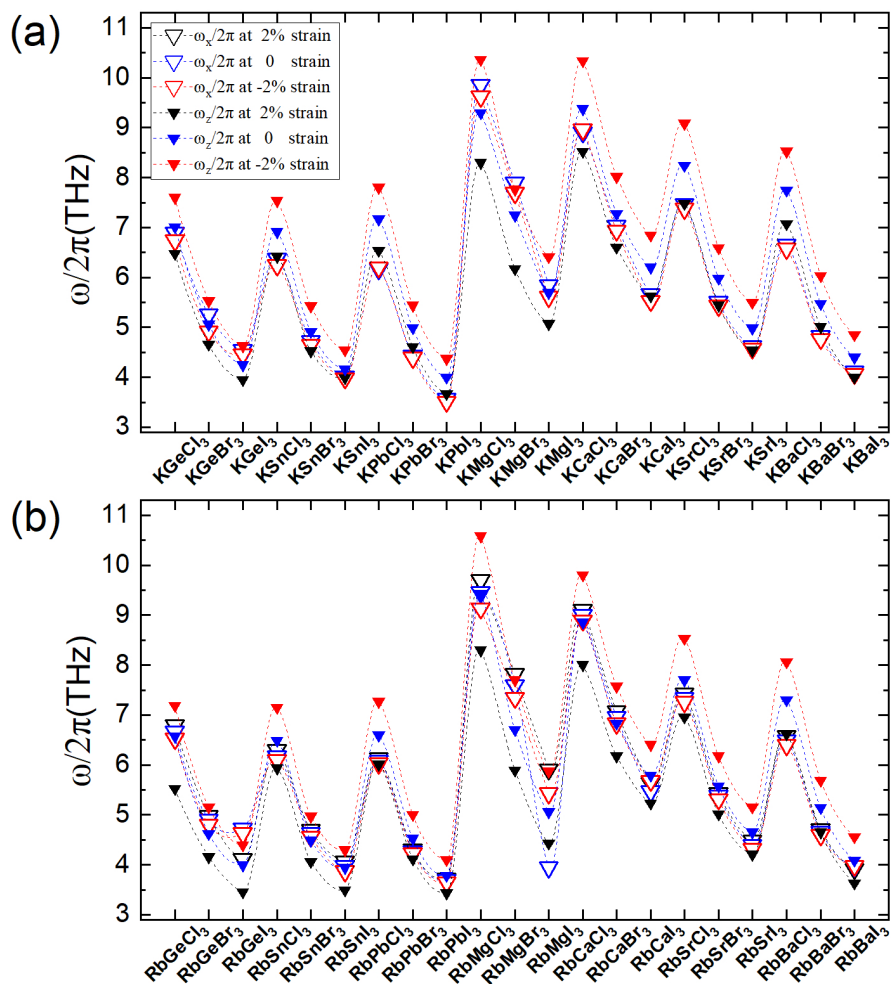 (a)
11
10
9
8
7
6
5
4
3
ω/2π(THz)
ωx/2π at 2% strain
ωx/2π at 0 strain
ωx/2π at -2% strain
ωz/2π at 2% strain
ωz/2π at 0 strain
ωz/2π at -2% strain
KGeCl3
KGeBr3
KGeI3
KSnCl3
KSnBr3
KSnI3
KPbCl3
KPbBr3
KPbI3
KMgCl3
KMgBr3
KMgI3
KCaCl3
KCaBr3
KCaI3
KSrCl3
KSrBr3
KSrI3
KBaCl3
KBaBr3
KBaI3
(b)
11
10
9
8
7
6
5
4
3
ω/2π(THz)
RbGeCl3
RbGeBr3
RbGeI3
RbSnCl3
RbSnBr3
RbSnI3
RbPbCl3
RbPbBr3
RbPbI3
RbMgCl3
RbMgBr3
RbMgI3
RbCaCl3
RbCaBr3
RbCaI3
RbSrCl3
RbSrBr3
RbSrI3
RbBaCl3
RbBaBr3
RbBaI3